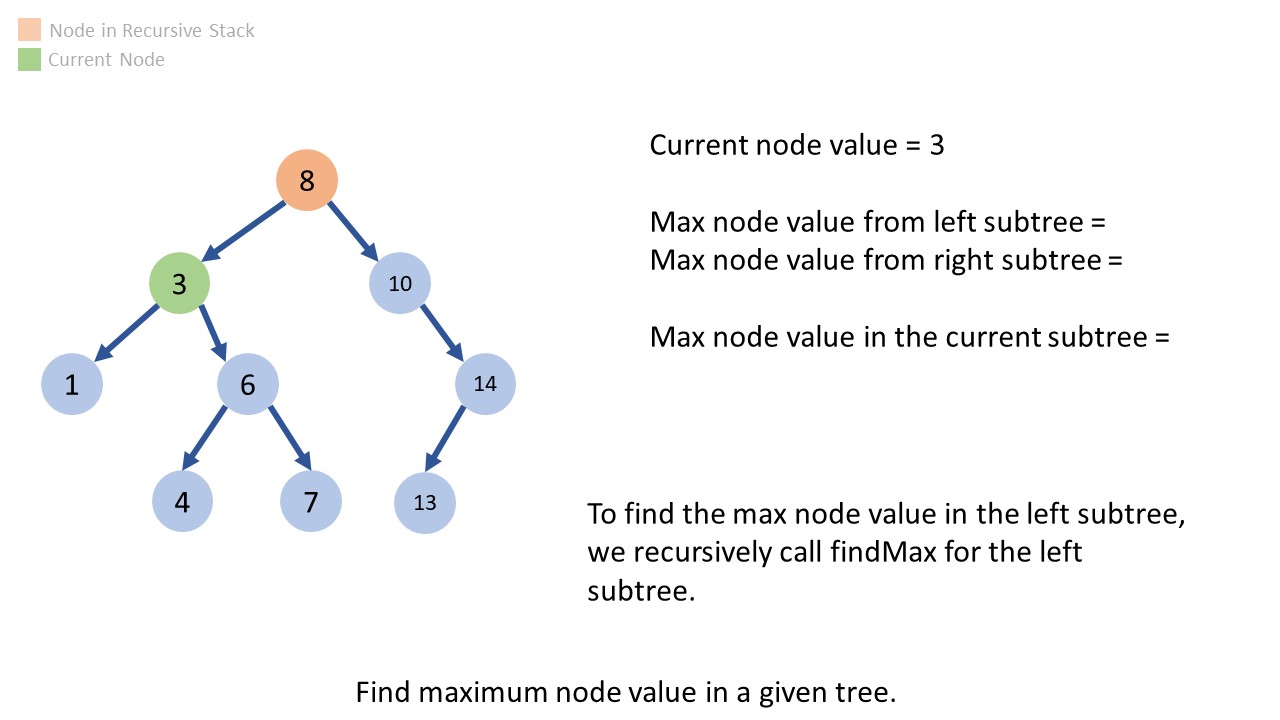 Node in Recursive Stack
Current Node
Current node value = 3
8
Max node value from left subtree =
Max node value from right subtree =
3
10
Max node value in the current subtree =
1
6
14
4
7
13
To find the max node value in the left subtree,
we recursively call findMax for the left
subtree.
Find maximum node value in a given tree.